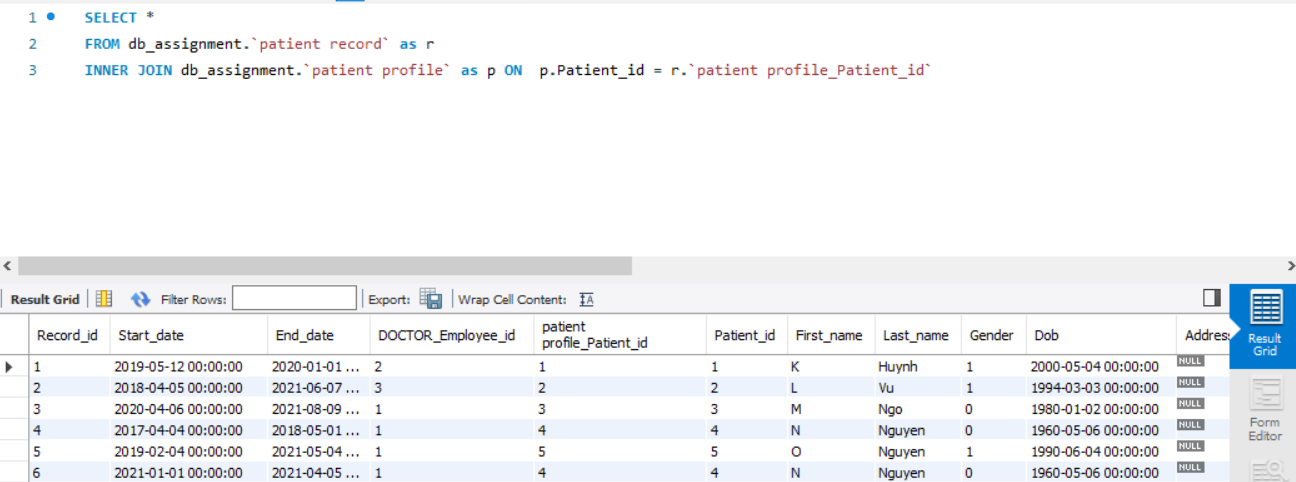 1 SELECT *
2 FROM db_assignment.`patient record` as r
3 INNER JOIN db_assignment.`patient profile` as p ON  p.Patient_id = r.`patient profile_Patient_id`
Result Grid Filter Rows: Export: Wrap Cell Content: IA
Record_id Start_date End_date DOCTOR_Employee_id patient profile_Patient_id Patient_id First_name Last_name Gender Dob Address
1 2019-05-12 00:00:00 2020-01-01 ... 2 1 1 K Huynh 1 2000-05-04 00:00:00 NULL
2 2018-04-05 00:00:00 2021-06-07 ... 3 2 2 L Vu 1 1994-03-03 00:00:00 NULL
3 2020-04-06 00:00:00 2021-08-09 ... 1 3 3 M Ngo 0 1980-01-02 00:00:00 NULL
4 2017-04-04 00:00:00 2018-05-01 ... 1 4 4 N Nguyen 0 1960-05-06 00:00:00 NULL
5 2019-02-04 00:00:00 2021-05-04 ... 1 5 5 O Nguyen 1 1990-06-04 00:00:00 NULL
6 2021-01-01 00:00:00 2021-04-05 ... 1 4 4 N Nguyen 0 1960-05-06 00:00:00 NULL
Result
Grid
Form
Editor